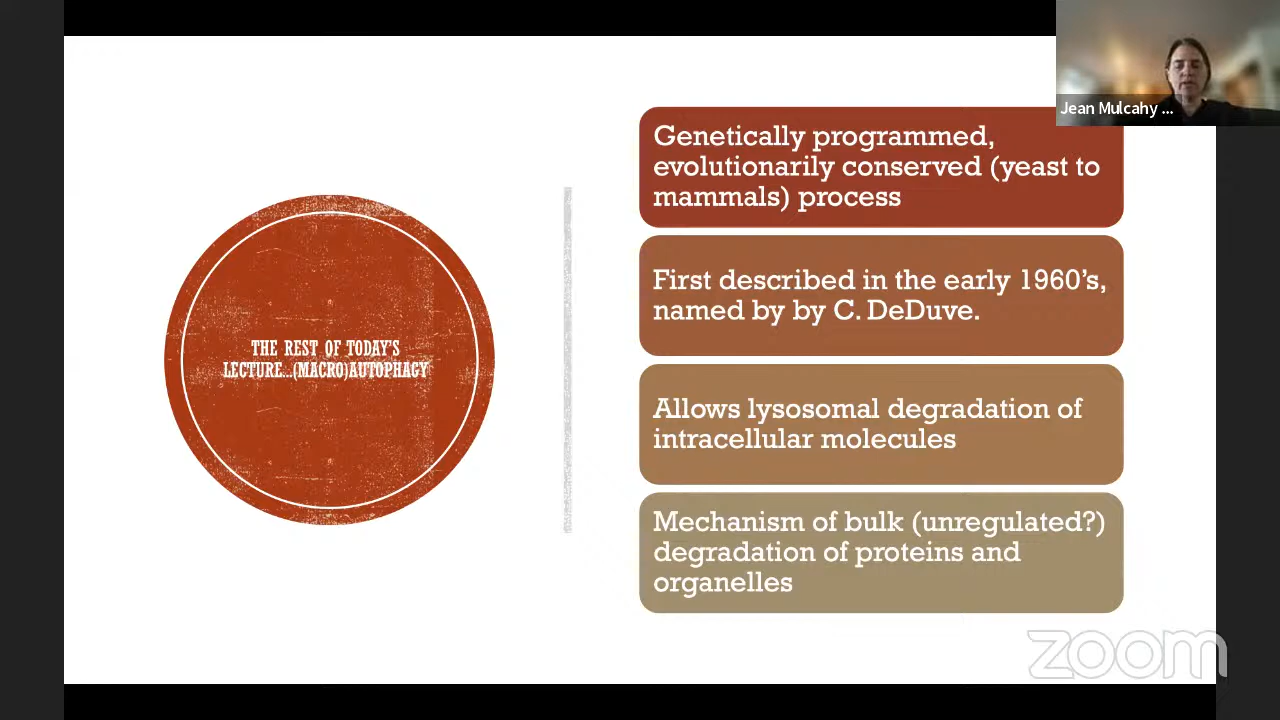 Jean Mulcahy ...
THE REST OF TODAY'S
LECTURE...(MACRO)AUTOPHAGY
Genetically programmed,
evolutionarily conserved (yeast to
mammals) process
First described in the early 1960's,
named by by C. DeDuve.
Allows lysosomal degradation of
intracellular molecules
Mechanism of bulk (unregulated?)
degradation of proteins and
organelles
zoom